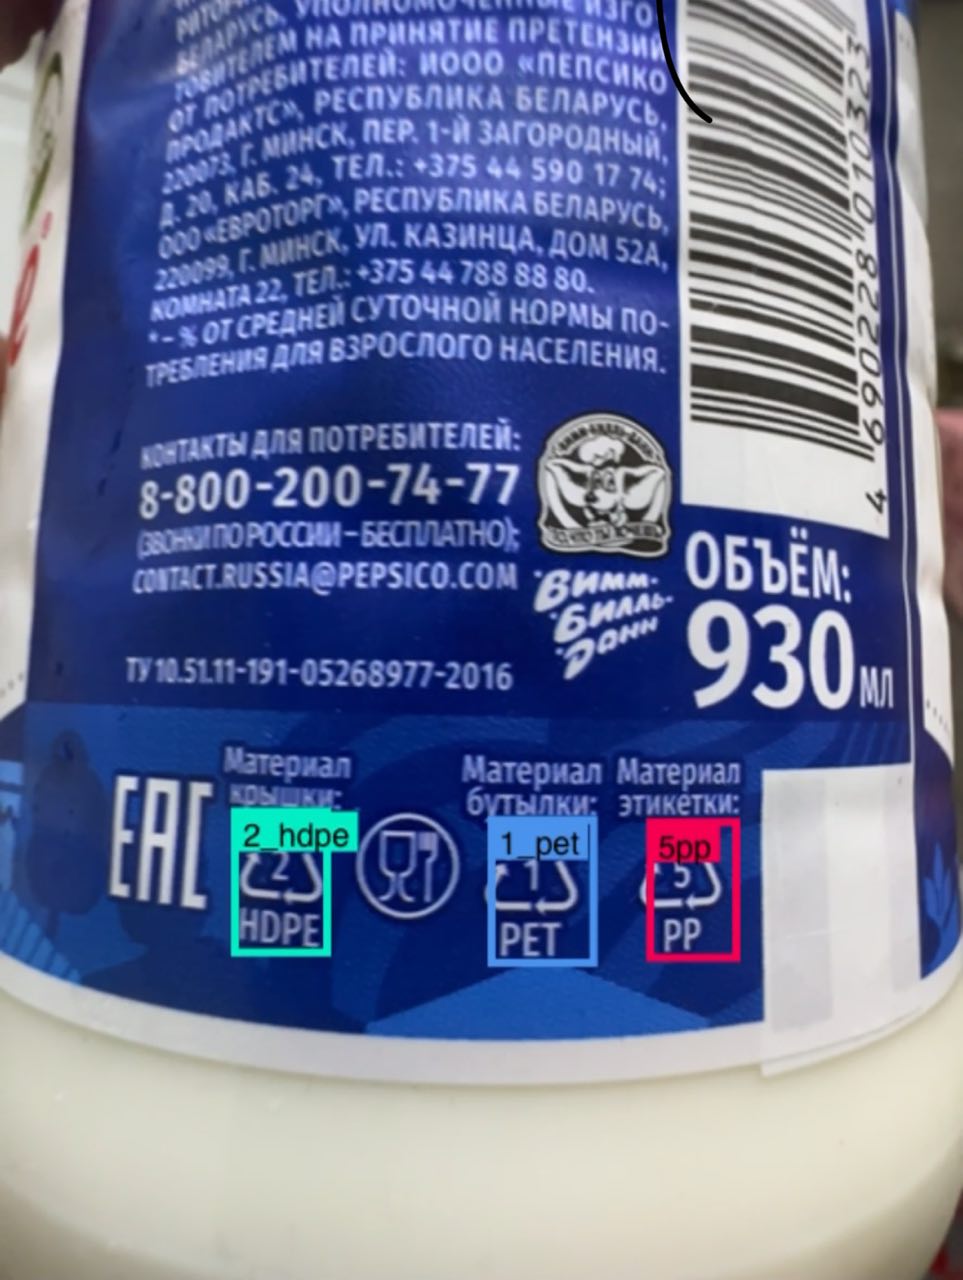 БЕЛАРУСЬ, УПОЛНОМОЧЕННЫЕ ИЗГО-
ТОВИТЕЛЕМ НА ПРИНЯТИЕ ПРЕТЕНЗИЙ
ОТ ПОТРЕБИТЕЛЕЙ: ИООО «ПЕПСИКО
ПРОДАКТС», РЕСПУБЛИКА БЕЛАРУСЬ,
220073, Г. МИНСК, ПЕР. 1-Й ЗАГОРОДНЫЙ,
Д. 20, КАБ. 24, ТЕЛ.: +375 44 590 17 74;
ООО «ЕВРОТОРГ», РЕСПУБЛИКА БЕЛАРУСЬ,
220099, Г. МИНСК, УЛ. КАЗИНЦА, ДОМ 52А,
КОМНАТА 22, ТЕЛ.: +375 44 788 88 80.
* – % ОТ СРЕДНЕЙ СУТОЧНОЙ НОРМЫ ПО-
ТРЕБЛЕНИЯ ДЛЯ ВЗРОСЛОГО НАСЕЛЕНИЯ.
КОНТАКТЫ ДЛЯ ПОТРЕБИТЕЛЕЙ:
8-800-200-74-77
(ЗВОНКИ ПО РОССИИ – БЕСПЛАТНО);
CONTACT.RUSSIA@PEPSICO.COM
ТУ 10.51.11-191-05268977-2016
Вимм-
Билль-
Данн
4 690228 010323
ОБЪЁМ:
930 МЛ
EAC
Материал
крышки:
2_hdpe
2
HDPE
Материал
бутылки:
1_pet
1
PET
Материал
этикетки:
5pp
5
PP